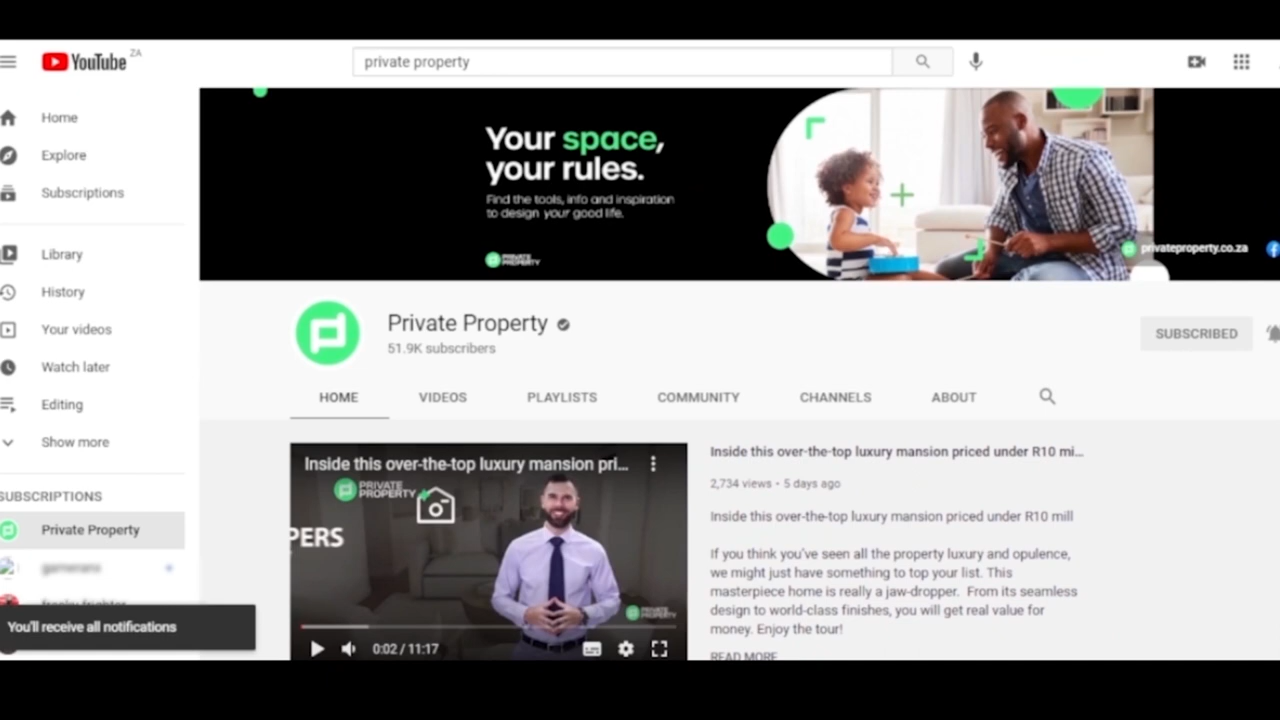 YouTube ZA
private property
Home
Explore
Subscriptions
Library
History
Your videos
Watch later
Editing
Show more
SUBSCRIPTIONS
Private Property
You'll receive all notifications
Your space,
your rules.
Find the tools, info and inspiration
to design your good life.
PRIVATE
PROPERTY
privateproperty.co.za
Private Property
51.9K subscribers
SUBSCRIBED
HOME VIDEOS PLAYLISTS COMMUNITY CHANNELS ABOUT
Inside this over-the-top luxury mansion pri...
PRIVATE
PROPERTY
PERS
PRIVATE
PROPERTY
0:02 / 11:17
Inside this over-the-top luxury mansion priced under R10 mi...
2,734 views • 5 days ago
Inside this over-the-top luxury mansion priced under R10 mill
If you think you've seen all the property luxury and opulence,
we might just have something to top your list. This
masterpiece home is really a jaw-dropper. From its seamless
design to world-class finishes, you will get real value for
money. Enjoy the tour!
READ MORE